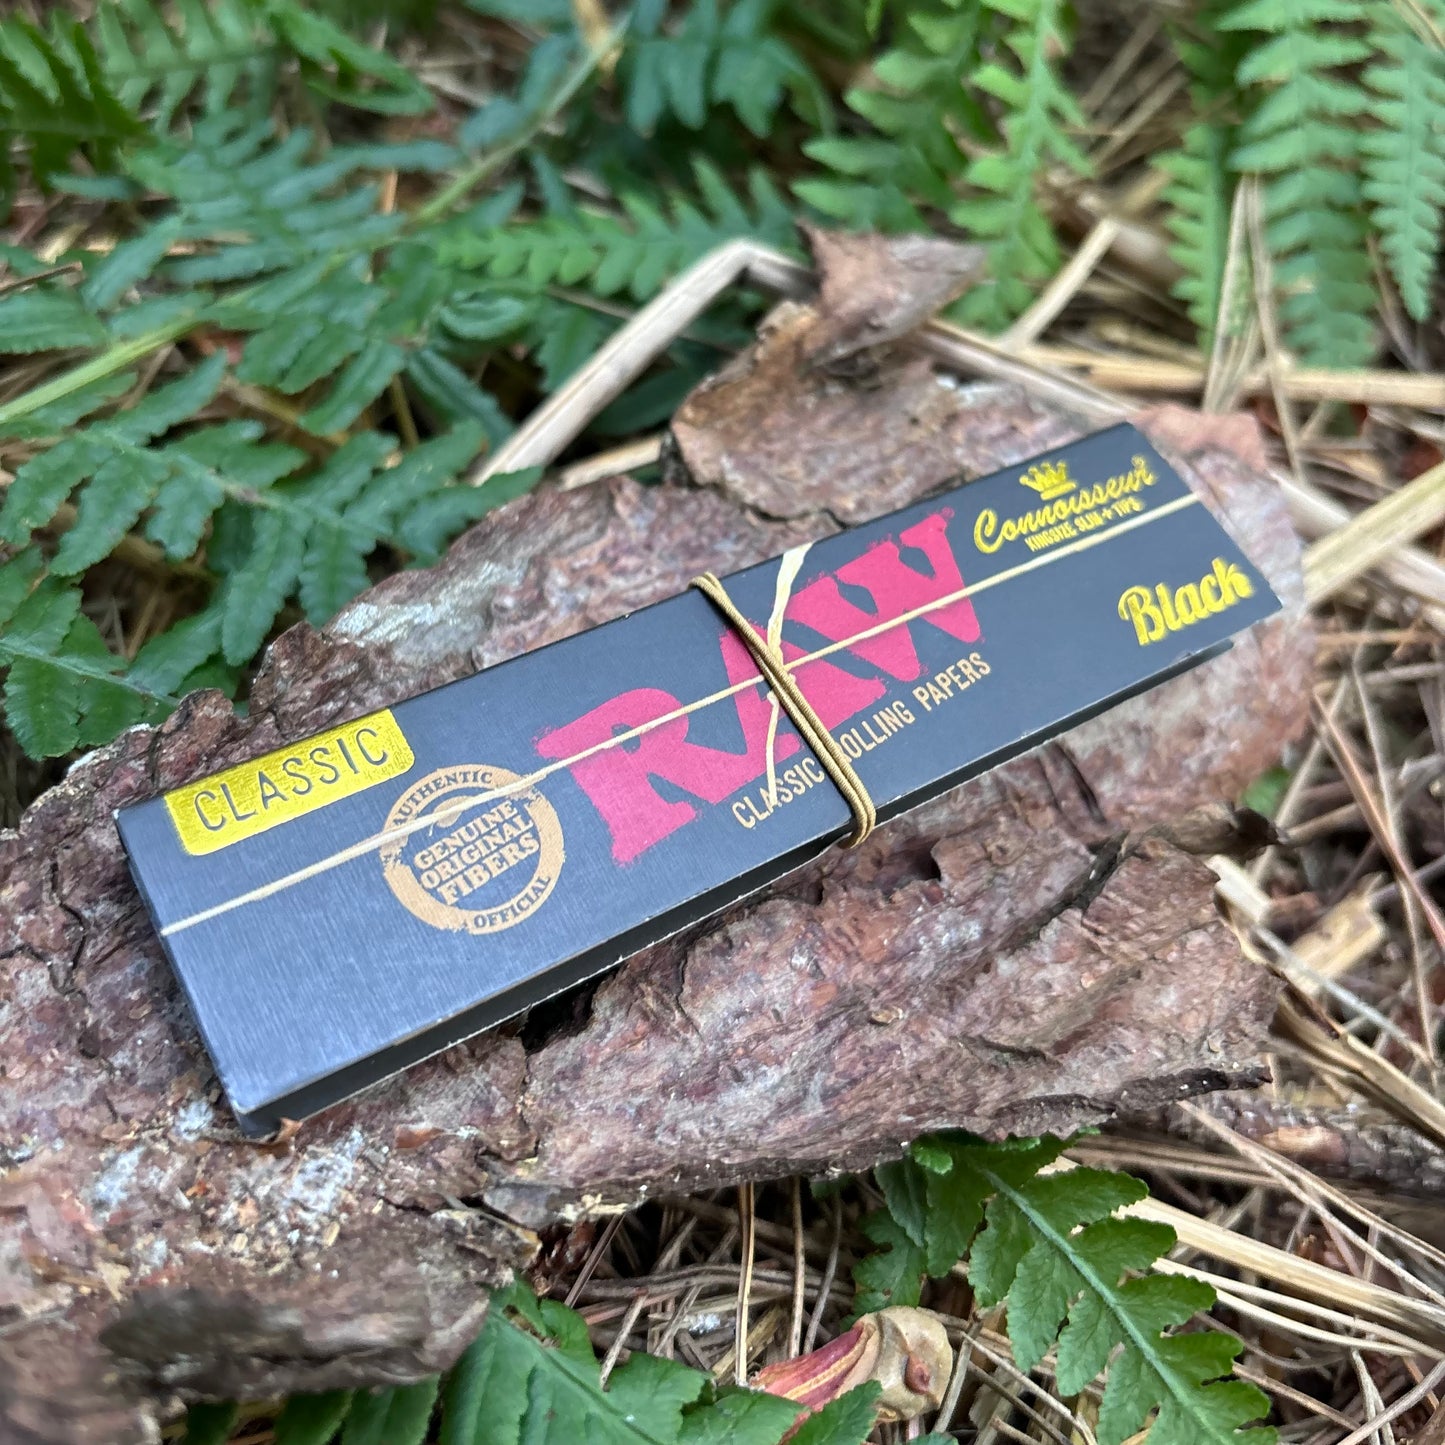 CLASSIC
AUTHENTIC
GENUINE
ORIGINAL
FIBERS
OFFICIAL
RAW
CLASSIC ROLLING PAPERS
Connoisseur
KINGSIZE SLIM + TIPS
Black